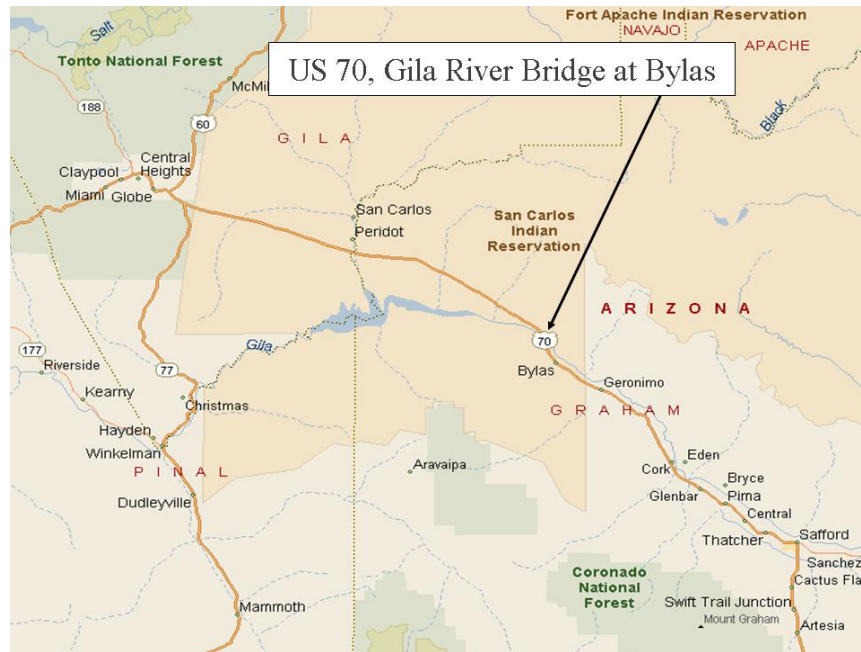 Fort Apache Indian Reservation
NAVAJO
APACHE
Salt
Tonto National Forest
US 70, Gila River Bridge at Bylas
McMi
188
60
GILA
Black
Central
Heights
Claypool
Miami
Globe
San Carlos
Peridot
San Carlos
Indian
Reservation
ARIZONA
70
177
Gila
Riverside
77
Bylas
Geronimo
Kearny
Christmas
GRAHAM
Hayden
Winkelman
PINAL
Aravaipa
Eden
Cork
Bryce
Glenbar
Pima
Dudleyville
Central
Thatcher
Safford
Sanchez
Coronado
National
Forest
Cactus Fla
Swift Trail Junction
Mammoth
Mount Graham
Artesia